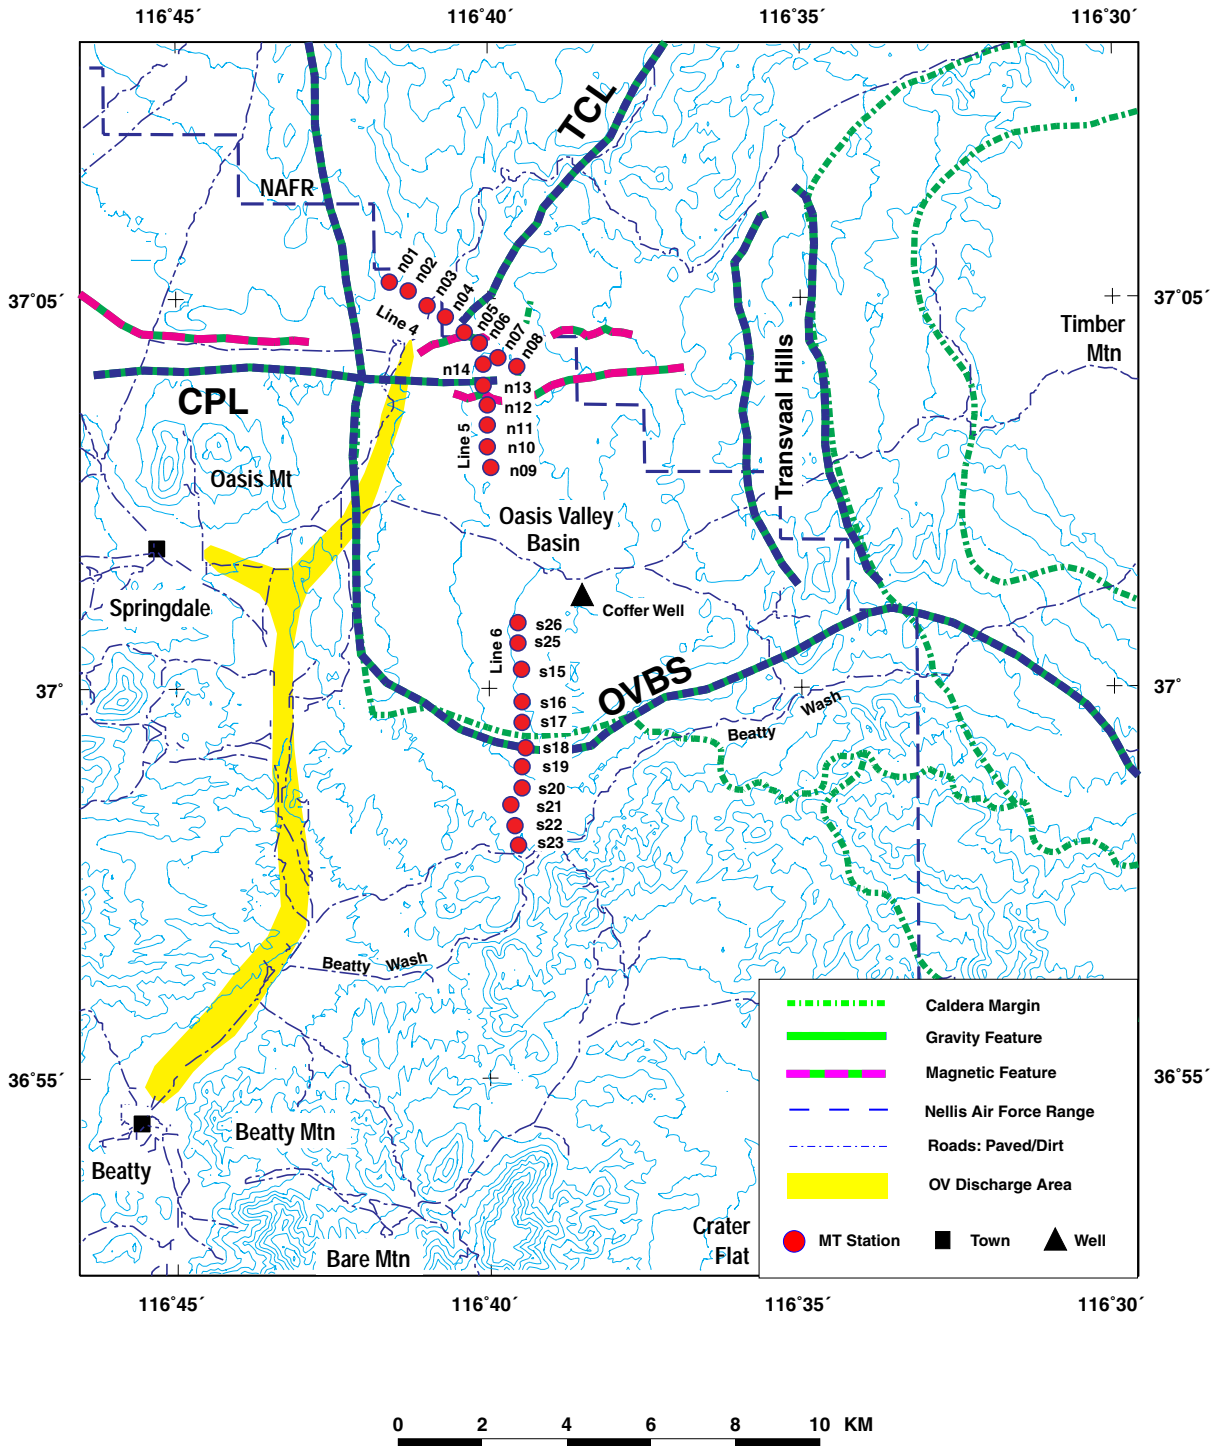 116°45´ 116°40´ 116°35´ 116°30´
TCL
NAFR
n01
n02
n03
n04
n05
n06
n07
n08
Line 4
37°05´
37°05´
Timber
Mtn
n14
n13
n12
n11
n10
n09
Line 5
CPL
Transvaal Hills
Oasis Mt
Oasis Valley
Basin
Springdale
Coffer Well
s26
s25
s15
s16
s17
s18
s19
s20
s21
s22
s23
Line 6
OVBS
37°
37°
Beatty Wash
Beatty Wash
36°55´
36°55´
Beatty Mtn
Beatty
Bare Mtn
Crater
Flat
Caldera Margin
Gravity Feature
Magnetic Feature
Nellis Air Force Range
Roads: Paved/Dirt
OV Discharge Area
MT Station Town Well
116°45´ 116°40´ 116°35´ 116°30´
0 2 4 6 8 10 KM